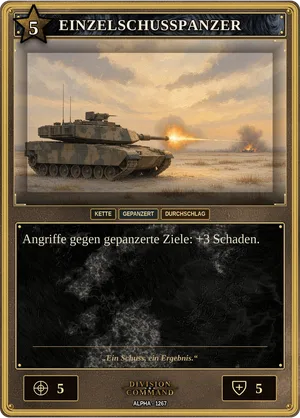 5
EINZELSCHUSSPANZER
KETTE GEPANZERT DURCHSCHLAG
Angriffe gegen gepanzerte Ziele: +3 Schaden.
„Ein Schuss, ein Ergebnis.“
5
DIVISION
COMMAND
ALPHA 1267
5